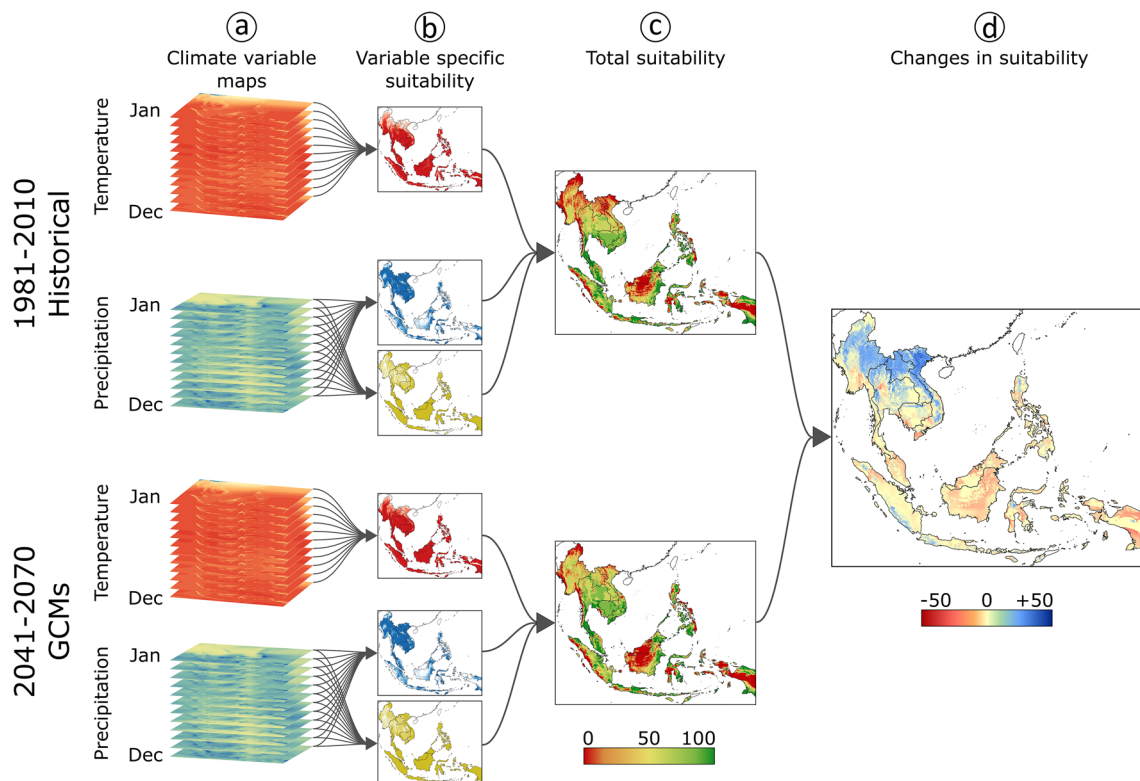 a
b
c
d
Climate variable
maps
Variable specific
suitability
Total suitability
Changes in suitability
1981-2010
Historical
Temperature
Jan
Dec
Precipitation
Jan
Dec
2041-2070
GCMs
Temperature
Jan
Dec
Precipitation
Jan
Dec
0 50 100
-50 0 +50